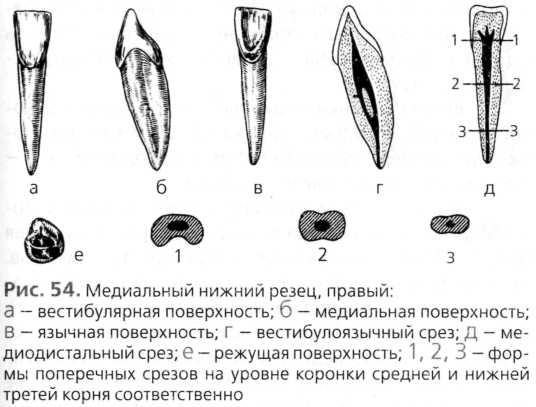 1 1
2 2
3 3
а б в г д
е 1 2 3
Рис. 54. Медиальный нижний резец, правый:
а – вестибулярная поверхность; б – медиальная поверхность;
в – язычная поверхность; г – вестибулоязычный срез; д – ме-
диодистальный срез; е – режущая поверхность; 1, 2, 3 – фор-
мы поперечных срезов на уровне коронки средней и нижней
третей корня соответственно